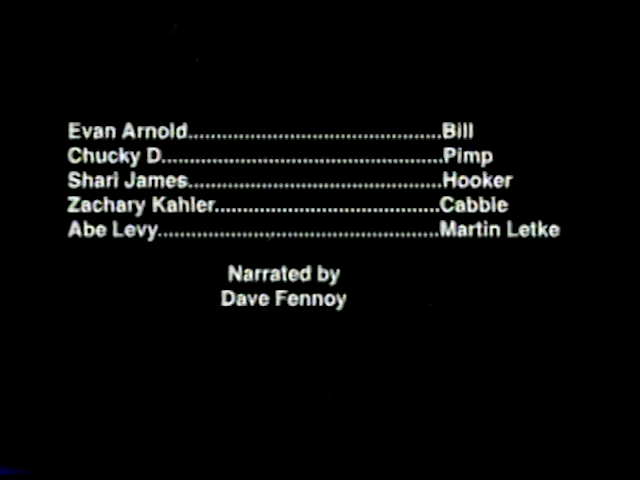 Evan Arnold..........................................Bill
Chucky D...............................................Pimp
Shari James..........................................Hooker
Zachary Kahler.....................................Cabbie
Abe Levy...............................................Martin Letke
Narrated by
Dave Fennoy